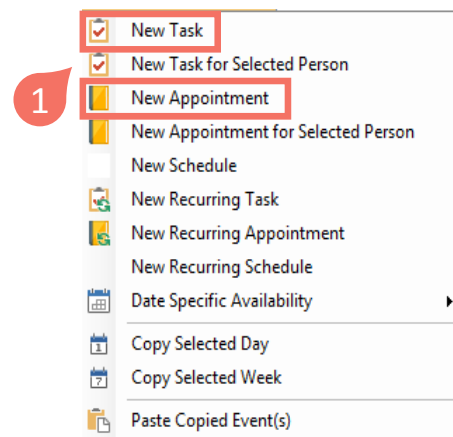 New Task
New Task for Selected Person
1
New Appointment
New Appointment for Selected Person
New Schedule
New Recurring Task
New Recurring Appointment
New Recurring Schedule
Date Specific Availability
1 Copy Selected Day
7 Copy Selected Week
Paste Copied Event(s)